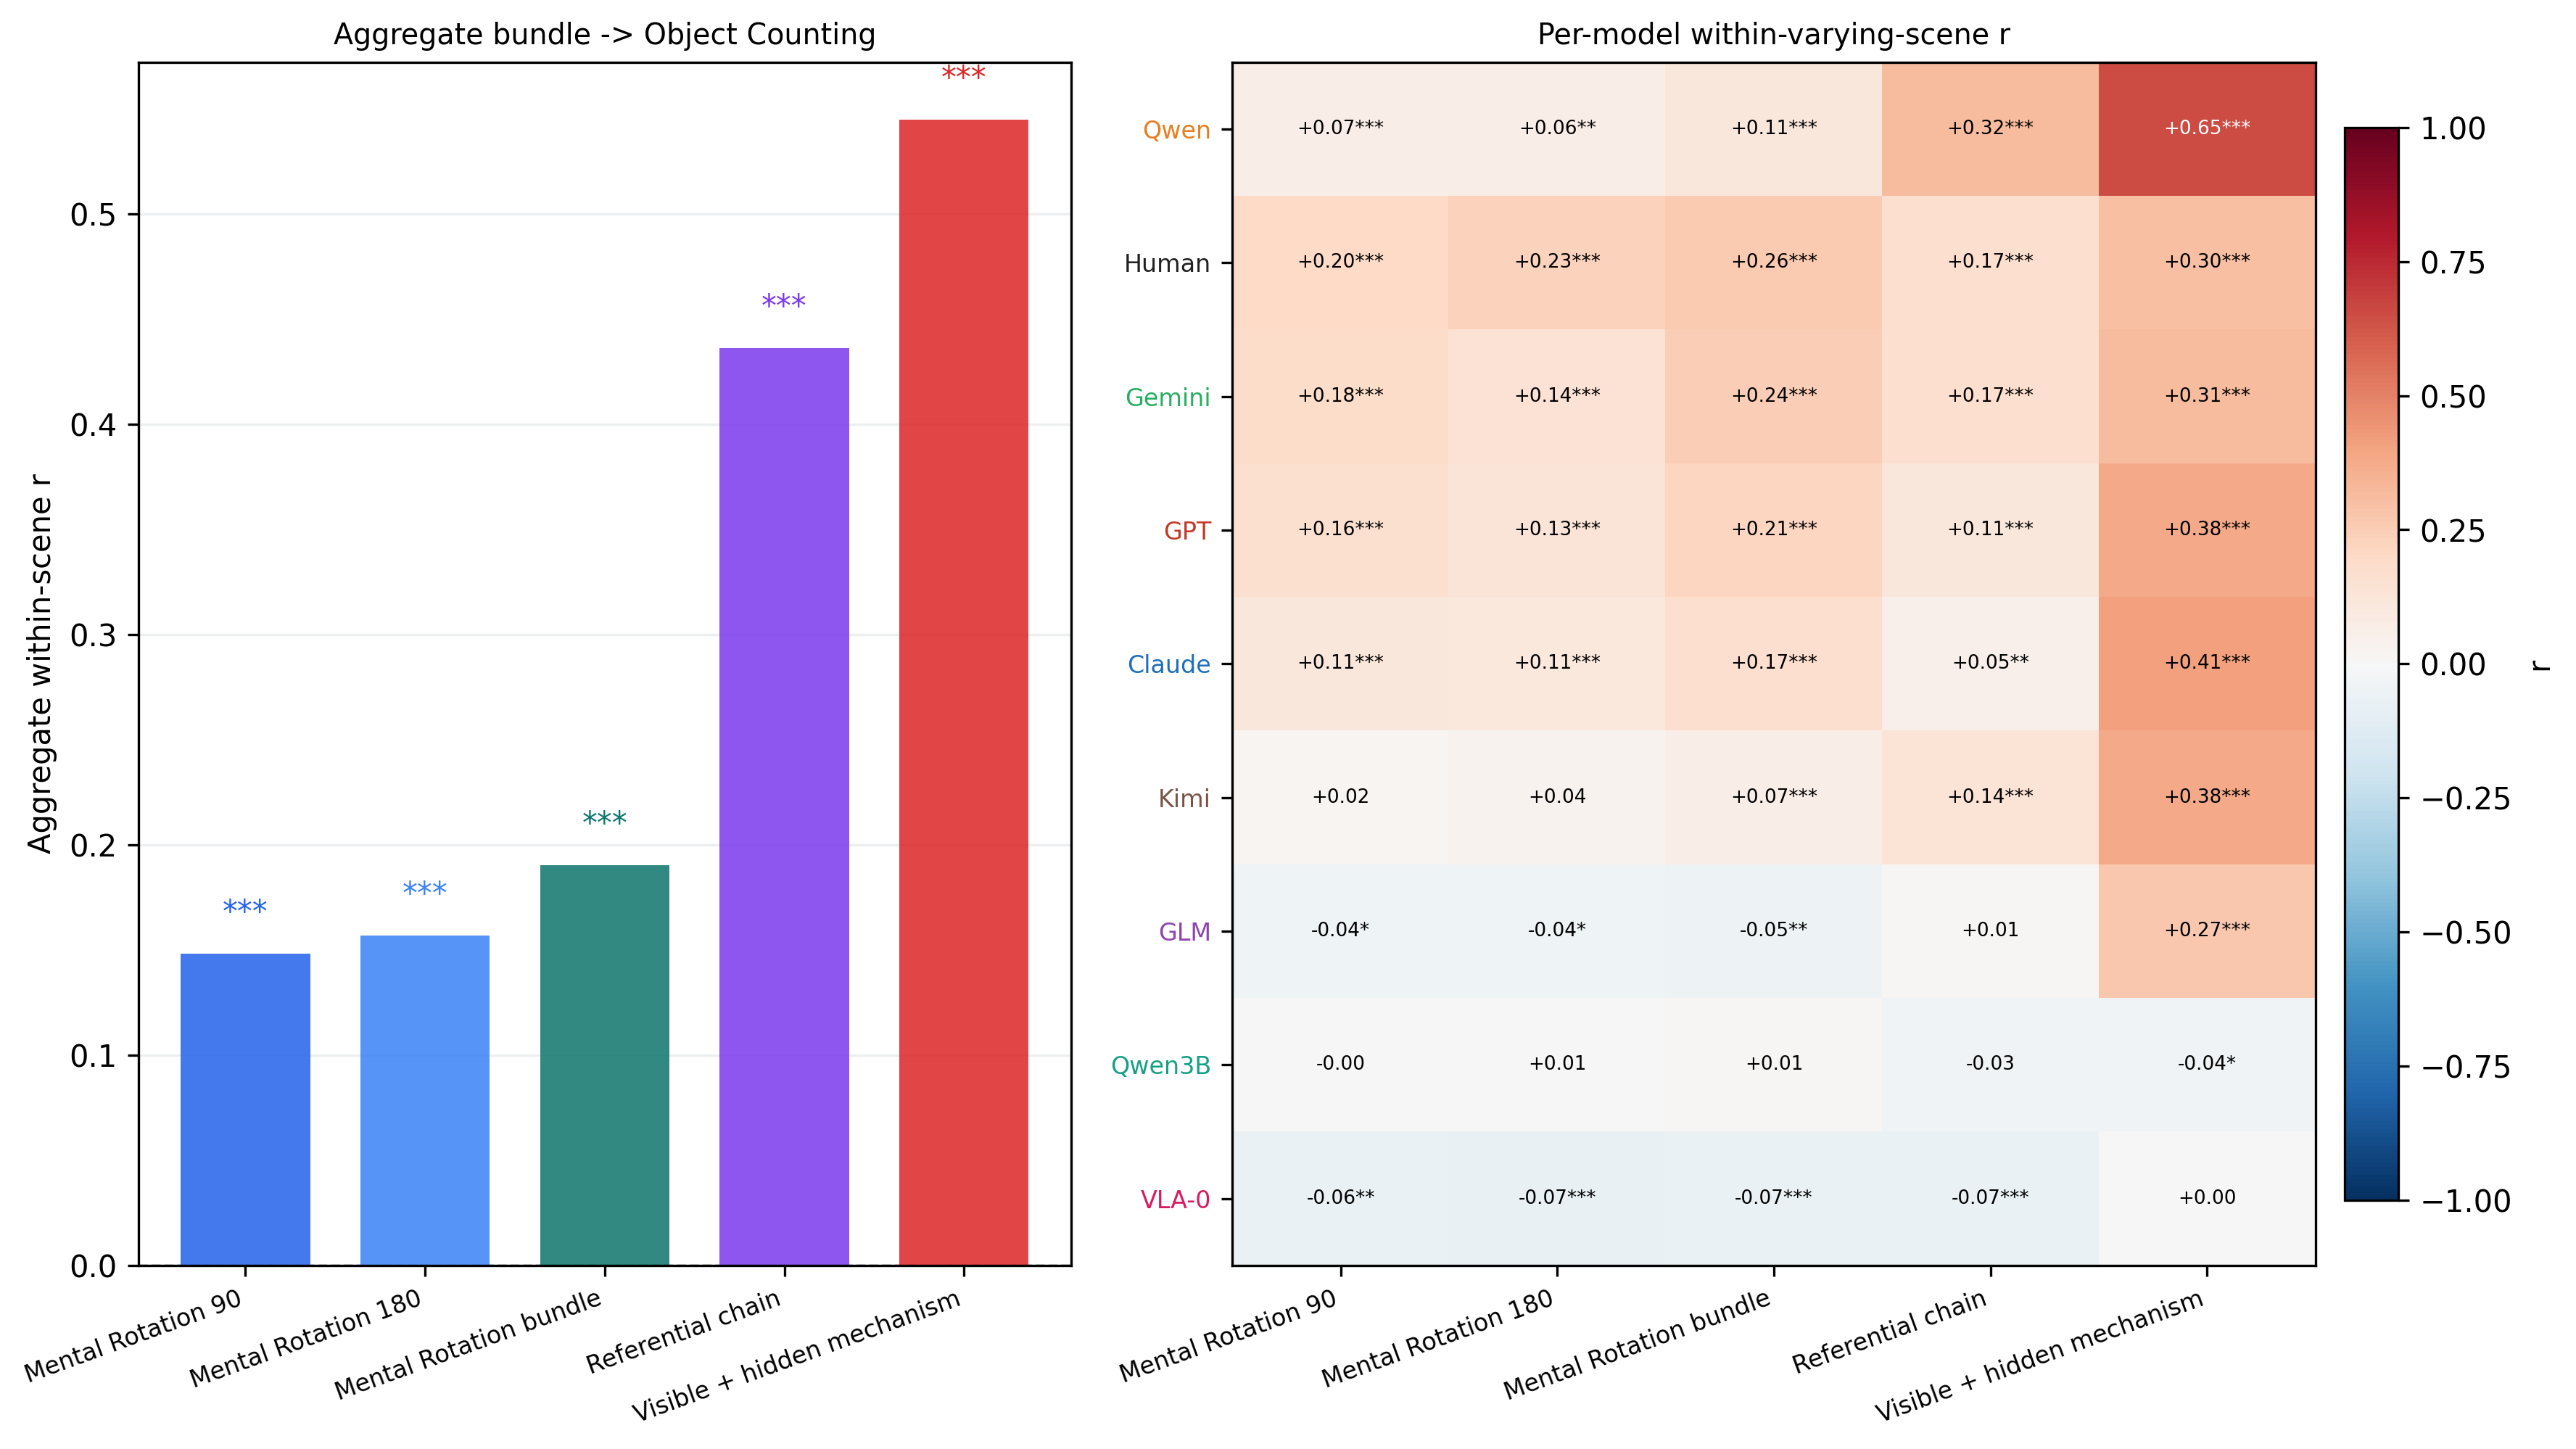 Aggregate bundle -> Object Counting
Aggregate within-scene r
0.5
0.4
0.3
0.2
0.1
0.0
***
***
***
***
***
Mental Rotation 90
Mental Rotation 180
Mental Rotation bundle
Referential chain
Visible + hidden mechanism
Per-model within-varying-scene r
Qwen +0.07*** +0.06** +0.11*** +0.32*** +0.65***
Human +0.20*** +0.23*** +0.26*** +0.17*** +0.30***
Gemini +0.18*** +0.14*** +0.24*** +0.17*** +0.31***
GPT +0.16*** +0.13*** +0.21*** +0.11*** +0.38***
Claude +0.11*** +0.11*** +0.17*** +0.05** +0.41***
Kimi +0.02 +0.04 +0.07*** +0.14*** +0.38***
GLM -0.04* -0.04* -0.05** +0.01 +0.27***
Qwen3B -0.00 +0.01 +0.01 -0.03 -0.04*
VLA-0 -0.06** -0.07*** -0.07*** -0.07*** +0.00
Mental Rotation 90
Mental Rotation 180
Mental Rotation bundle
Referential chain
Visible + hidden mechanism
1.00
0.75
0.50
0.25
0.00
−0.25
−0.50
−0.75
−1.00
r